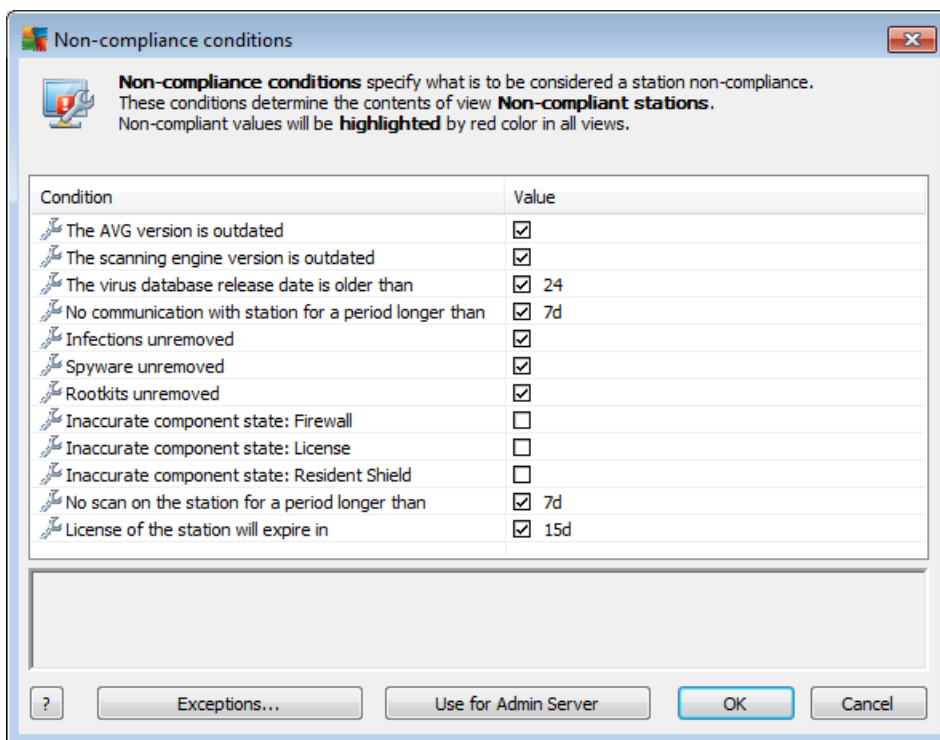 Non-compliance conditions
Non-compliance conditions specify what is to be considered a station non-compliance.
These conditions determine the contents of view Non-compliant stations.
Non-compliant values will be highlighted by red color in all views.
Condition Value
The AVG version is outdated
The scanning engine version is outdated
The virus database release date is older than 24
No communication with station for a period longer than 7d
Infections unremoved
Spyware unremoved
Rootkits unremoved
Inaccurate component state: Firewall
Inaccurate component state: License
Inaccurate component state: Resident Shield
No scan on the station for a period longer than 7d
License of the station will expire in 15d
? Exceptions... Use for Admin Server OK Cancel